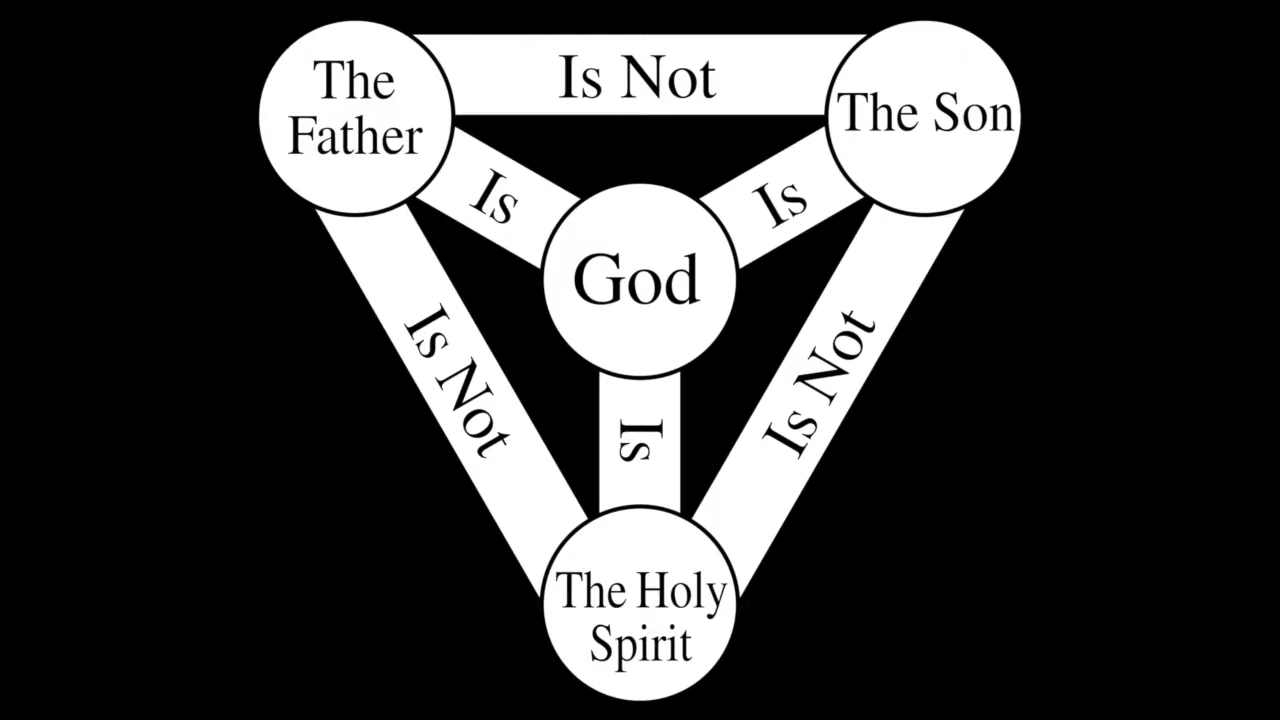 The
Father
Is Not
The Son
Is
Is
God
Is Not
Is Not
Is
The Holy
Spirit